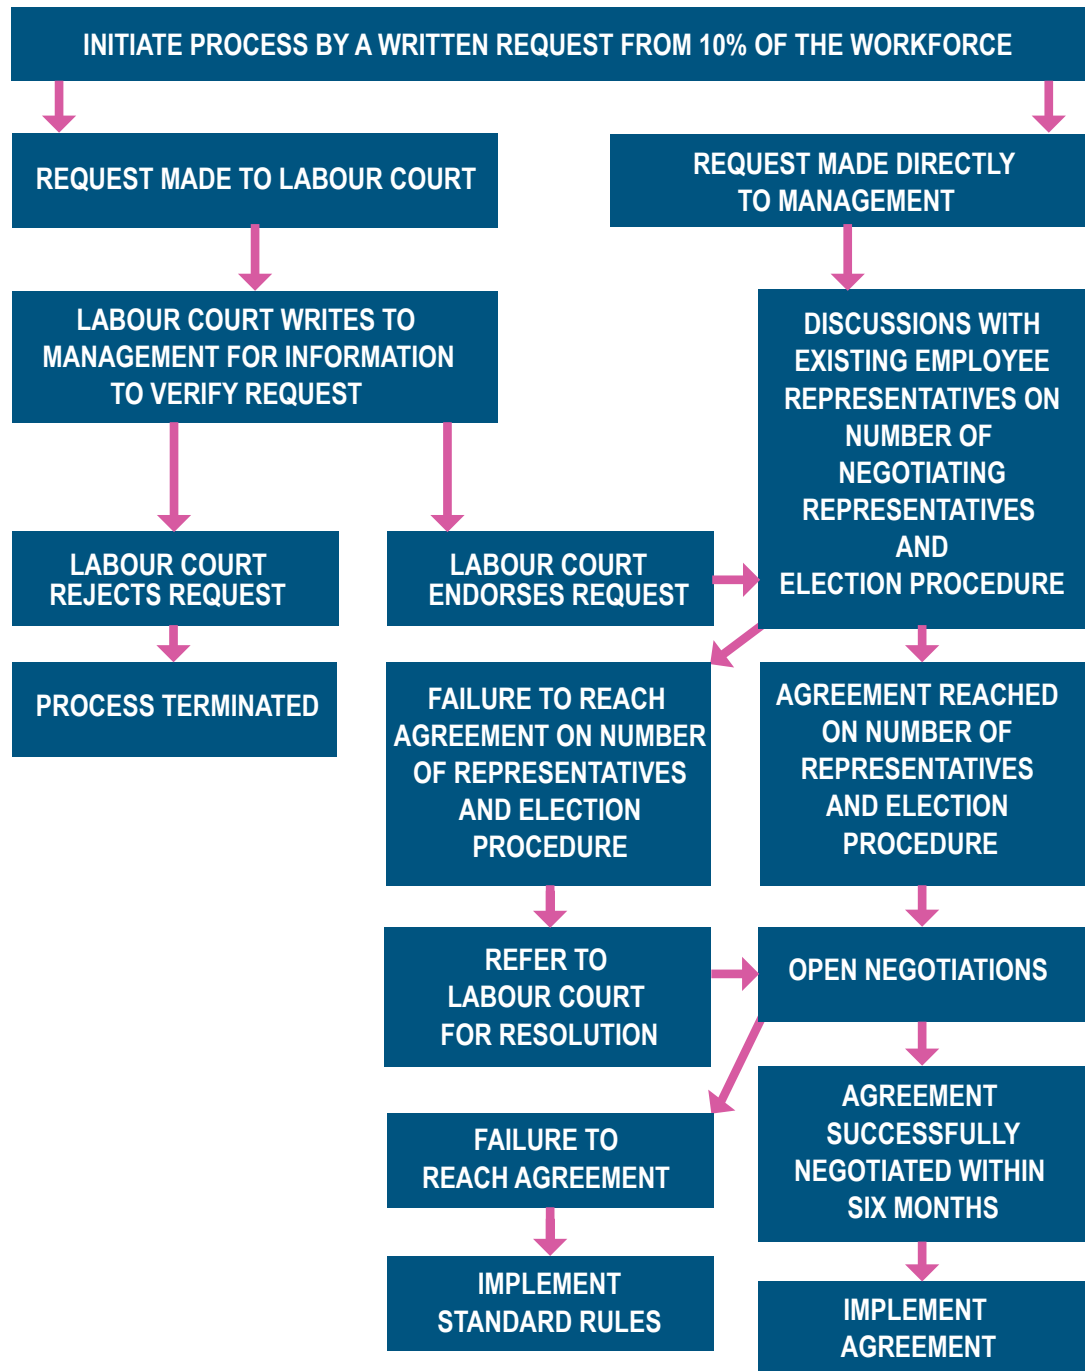 INITIATE PROCESS BY A WRITTEN REQUEST FROM 10% OF THE WORKFORCE
REQUEST MADE TO LABOUR COURT
REQUEST MADE DIRECTLY
TO MANAGEMENT
LABOUR COURT WRITES TO
MANAGEMENT FOR INFORMATION
TO VERIFY REQUEST
DISCUSSIONS WITH
EXISTING EMPLOYEE
REPRESENTATIVES ON
NUMBER OF
NEGOTIATING
REPRESENTATIVES
AND
ELECTION PROCEDURE
LABOUR COURT
REJECTS REQUEST
LABOUR COURT
ENDORSES REQUEST
PROCESS TERMINATED
FAILURE TO REACH
AGREEMENT ON NUMBER
OF REPRESENTATIVES
AND ELECTION
PROCEDURE
AGREEMENT REACHED
ON NUMBER OF
REPRESENTATIVES
AND ELECTION
PROCEDURE
REFER TO
LABOUR COURT
FOR RESOLUTION
OPEN NEGOTIATIONS
FAILURE TO
REACH AGREEMENT
AGREEMENT
SUCCESSFULLY
NEGOTIATED WITHIN
SIX MONTHS
IMPLEMENT
STANDARD RULES
IMPLEMENT
AGREEMENT